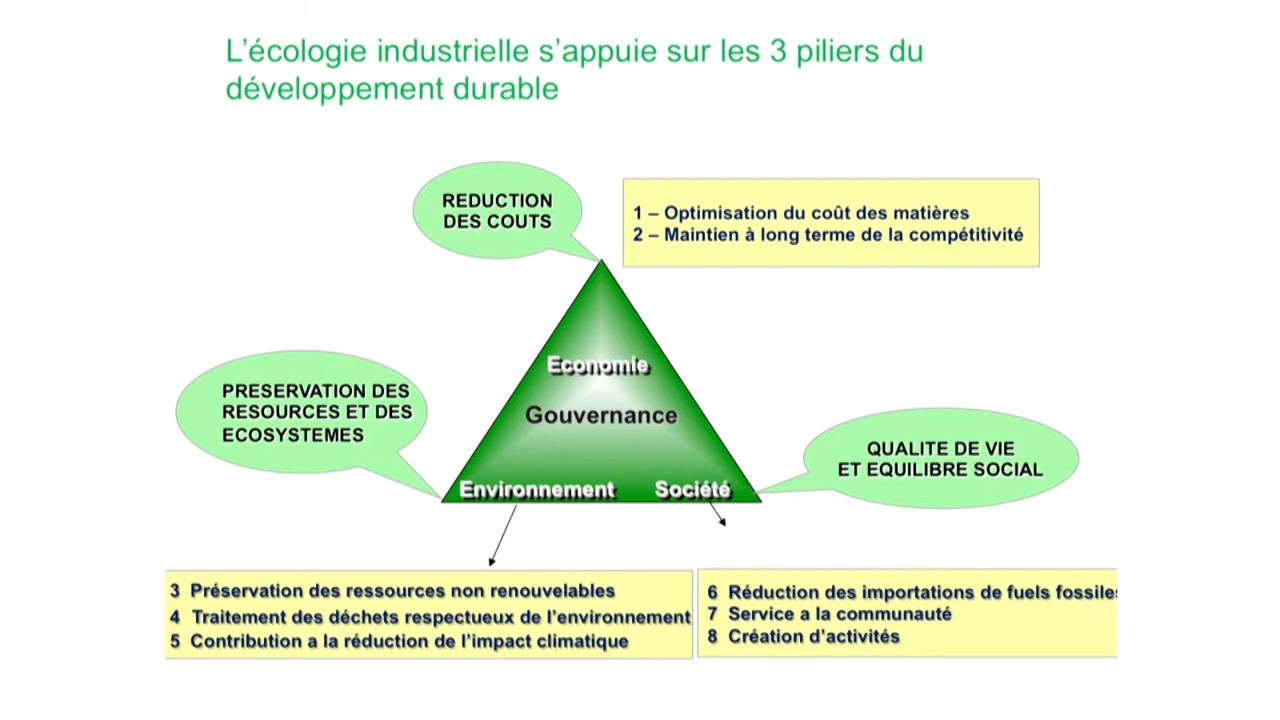 L’écologie industrielle s’appuie sur les 3 piliers du
développement durable
REDUCTION
DES COUTS
1 – Optimisation du coût des matières
2 – Maintien à long terme de la compétitivité
Economie
Gouvernance
PRESERVATION DES
RESOURCES ET DES
ECOSYSTEMES
QUALITE DE VIE
ET EQUILIBRE SOCIAL
Environnement
Société
3 Préservation des ressources non renouvelables
4 Traitement des déchets respectueux de l’environnement
5 Contribution a la réduction de l’impact climatique
6 Réduction des importations de fuels fossiles
7 Service a la communauté
8 Création d’activités